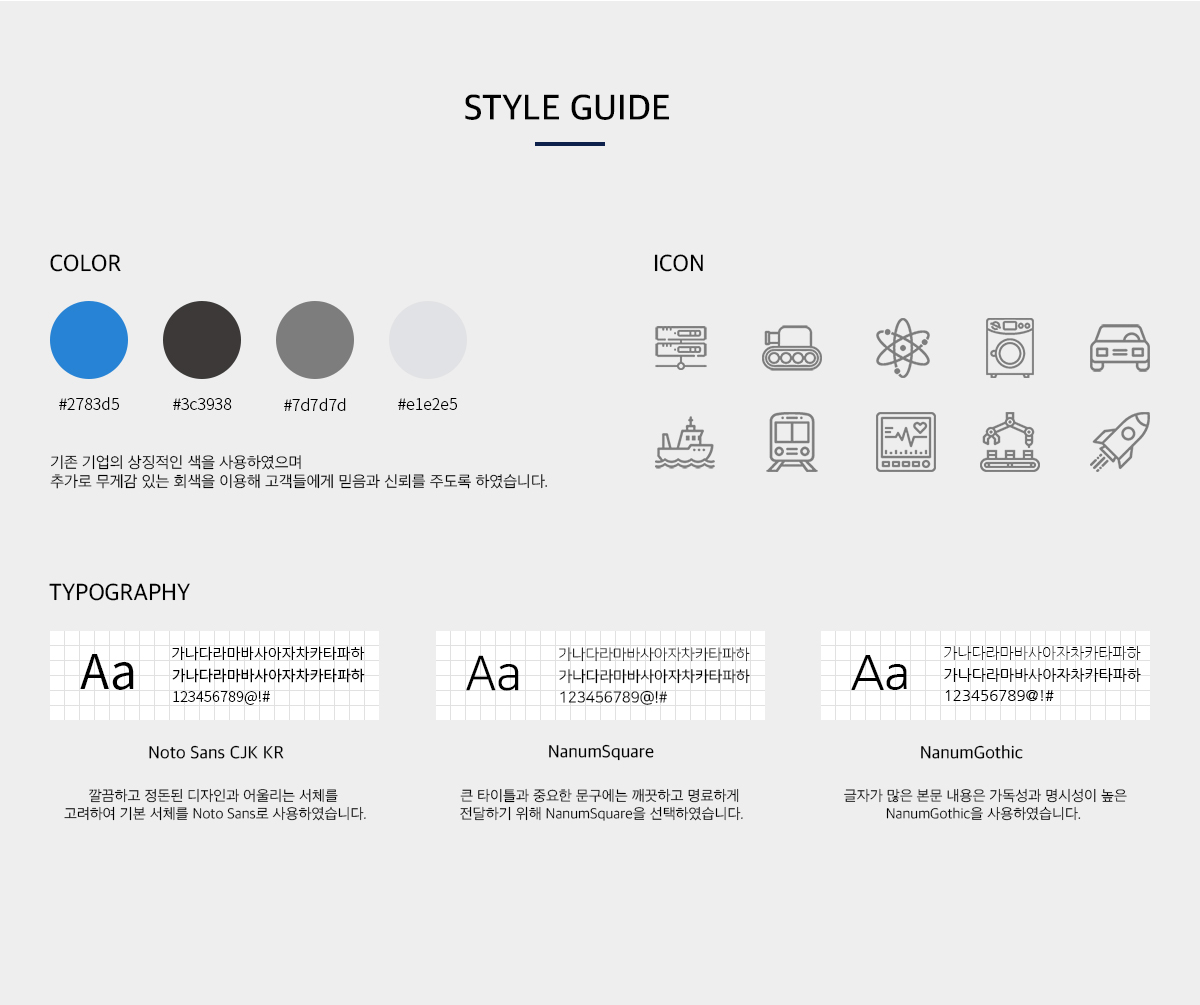 STYLE GUIDE
COLOR
#2783d5
#3c3938
#7d7d7d
#e1e2e5
기존 기업의 상징적인 색을 사용하였으며
추가로 무게감 있는 회색을 이용해 고객들에게 믿음과 신뢰를 주도록 하였습니다.
ICON
TYPOGRAPHY
Aa
가나다라마바사아자차카타파하
가나다라마바사아자차카타파하
123456789@!#
Noto Sans CJK KR
깔끔하고 정돈된 디자인과 어울리는 서체를
고려하여 기본 서체를 Noto Sans로 사용하였습니다.
Aa
가나다라마바사아자차카타파하
가나다라마바사아자차카타파하
123456789@!#
NanumSquare
큰 타이틀과 중요한 문구에는 깨끗하고 명료하게
전달하기 위해 NanumSquare을 선택하였습니다.
Aa
가나다라마바사아자차카타파하
가나다라마바사아자차카타파하
123456789@!#
NanumGothic
글자가 많은 본문 내용은 가독성과 명시성이 높은
NanumGothic을 사용하였습니다.